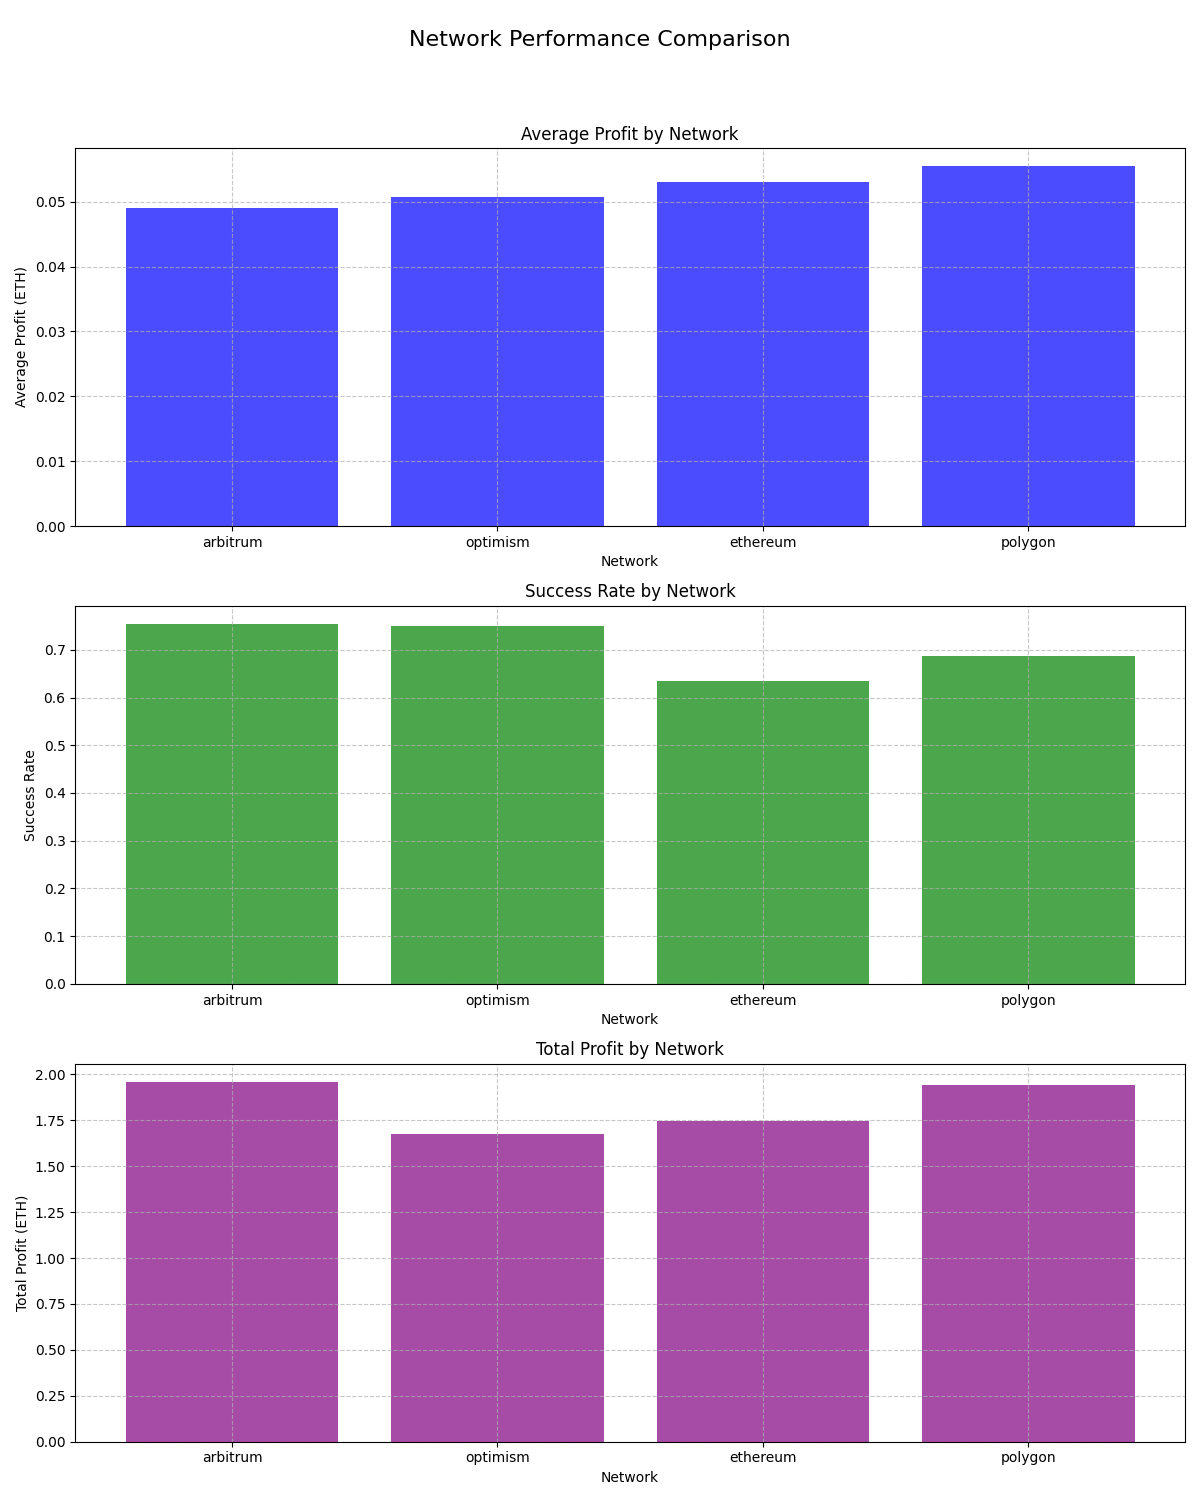 Network Performance Comparison
Average Profit by Network
Average Profit (ETH)
0.05
0.04
0.03
0.02
0.01
0.00
arbitrum optimism ethereum polygon
Network
Success Rate by Network
Success Rate
0.7
0.6
0.5
0.4
0.3
0.2
0.1
0.0
arbitrum optimism ethereum polygon
Network
Total Profit by Network
Total Profit (ETH)
2.00
1.75
1.50
1.25
1.00
0.75
0.50
0.25
0.00
arbitrum optimism ethereum polygon
Network